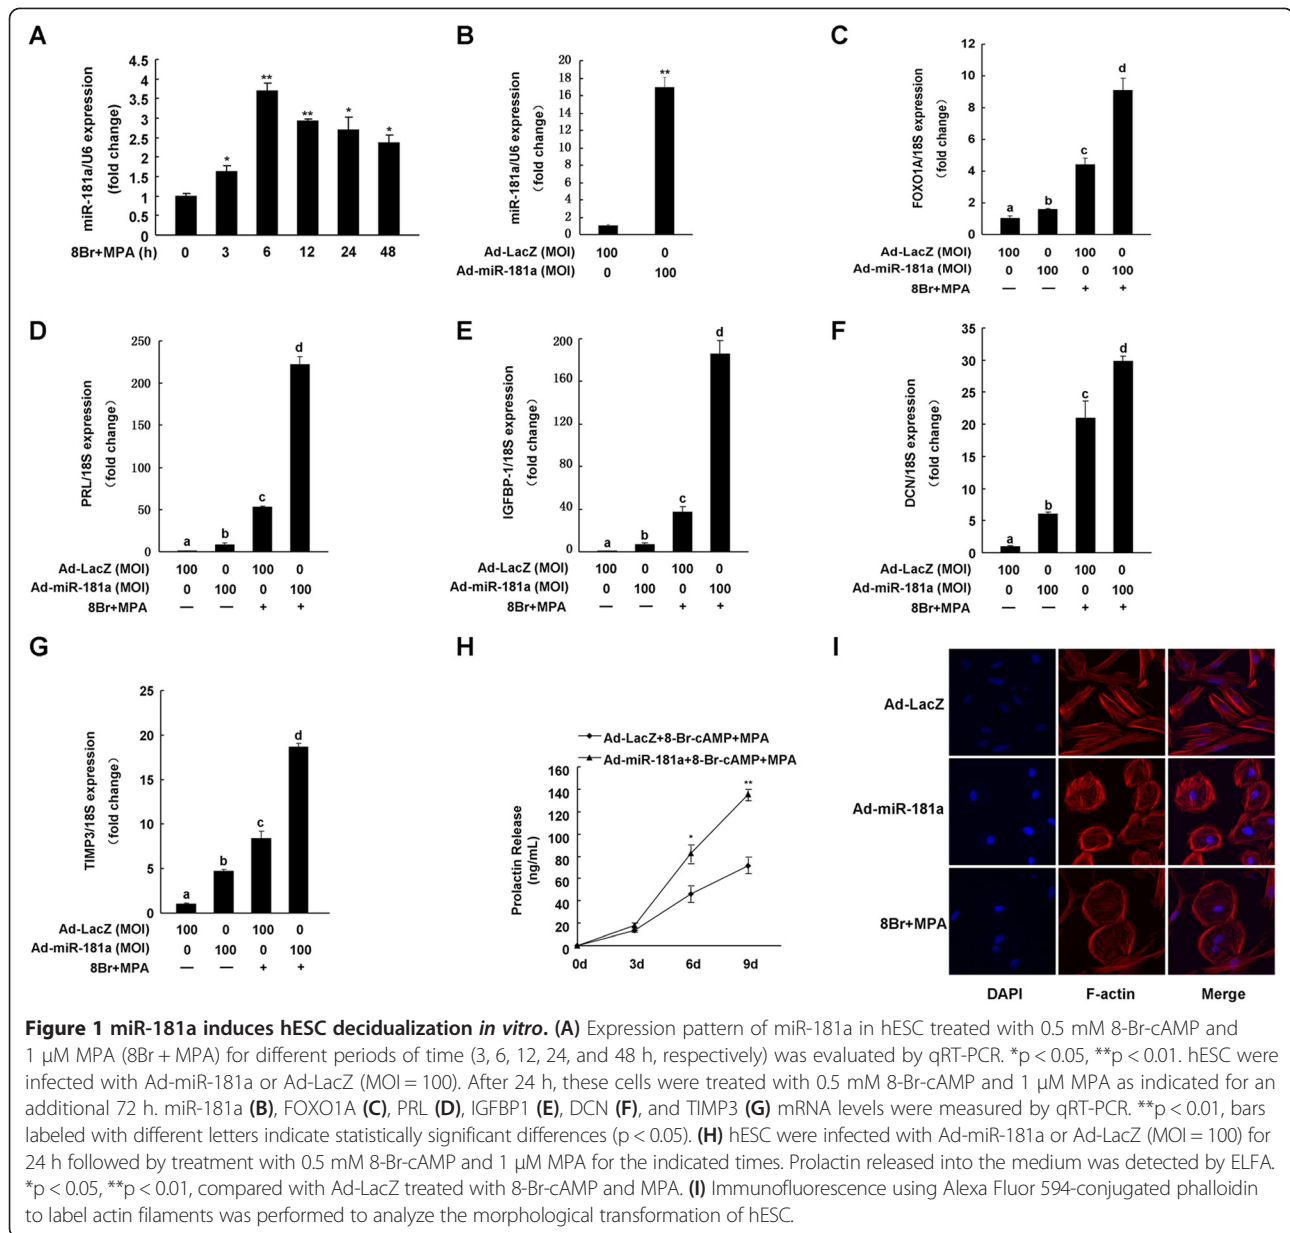 A
miR-181a/U6 expression
(fold change)
4.5
4
3.5
3
2.5
2
1.5
1
0.5
0
*
**
**
*
*
8Br+MPA (h)
0 3 6 12 24 48
B
miR-181a/U6 expression
(fold change)
20
18
16
14
12
10
8
6
4
2
0
**
Ad-LacZ (MOI) 100 0
Ad-miR-181a (MOI) 0 100
C
FOXO1A/18S expression
(fold change)
12
10
8
6
4
2
0
a b c d
Ad-LacZ (MOI) 100 0 100 0
Ad-miR-181a (MOI) 0 100 0 100
8Br+MPA — — + +
D
PRL/18S expression
(fold change)
250
200
150
100
50
0
a b c d
Ad-LacZ (MOI) 100 0 100 0
Ad-miR-181a (MOI) 0 100 0 100
8Br+MPA — — + +
E
IGFBP-1/18S expression
(fold change)
200
160
120
80
40
0
a b c d
Ad-LacZ (MOI) 100 0 100 0
Ad-miR-181a (MOI) 0 100 0 100
8Br+MPA — — + +
F
DCN/18S expression
(fold change)
35
30
25
20
15
10
5
0
a b c d
Ad-LacZ (MOI) 100 0 100 0
Ad-miR-181a (MOI) 0 100 0 100
8Br+MPA — — + +
G
TIMP3/18S expression
(fold change)
25
20
15
10
5
0
a b c d
Ad-LacZ (MOI) 100 0 100 0
Ad-miR-181a (MOI) 0 100 0 100
8Br+MPA — — + +
H
Ad-LacZ+8-Br-cAMP+MPA
Ad-miR-181a+8-Br-cAMP+MPA
Prolactin Release
(ng/mL)
160
140
120
100
80
60
40
20
0
*
**
0d 3d 6d 9d
I
Ad-LacZ
Ad-miR-181a
8Br+MPA
DAPI F-actin Merge
Figure 1 miR-181a induces hESC decidualization in vitro. (A) Expression pattern of miR-181a in hESC treated with 0.5 mM 8-Br-cAMP and
1 μM MPA (8Br + MPA) for different periods of time (3, 6, 12, 24, and 48 h, respectively) was evaluated by qRT-PCR. *p < 0.05, **p < 0.01. hESC were
infected with Ad-miR-181a or Ad-LacZ (MOI = 100). After 24 h, these cells were treated with 0.5 mM 8-Br-cAMP and 1 μM MPA as indicated for an
additional 72 h. miR-181a (B), FOXO1A (C), PRL (D), IGFBP1 (E), DCN (F), and TIMP3 (G) mRNA levels were measured by qRT-PCR. **p < 0.01, bars
labeled with different letters indicate statistically significant differences (p < 0.05). (H) hESC were infected with Ad-miR-181a or Ad-LacZ (MOI = 100) for
24 h followed by treatment with 0.5 mM 8-Br-cAMP and 1 μM MPA for the indicated times. Prolactin released into the medium was detected by ELFA.
*p < 0.05, **p < 0.01, compared with Ad-LacZ treated with 8-Br-cAMP and MPA. (I) Immunofluorescence using Alexa Fluor 594-conjugated phalloidin
to label actin filaments was performed to analyze the morphological transformation of hESC.